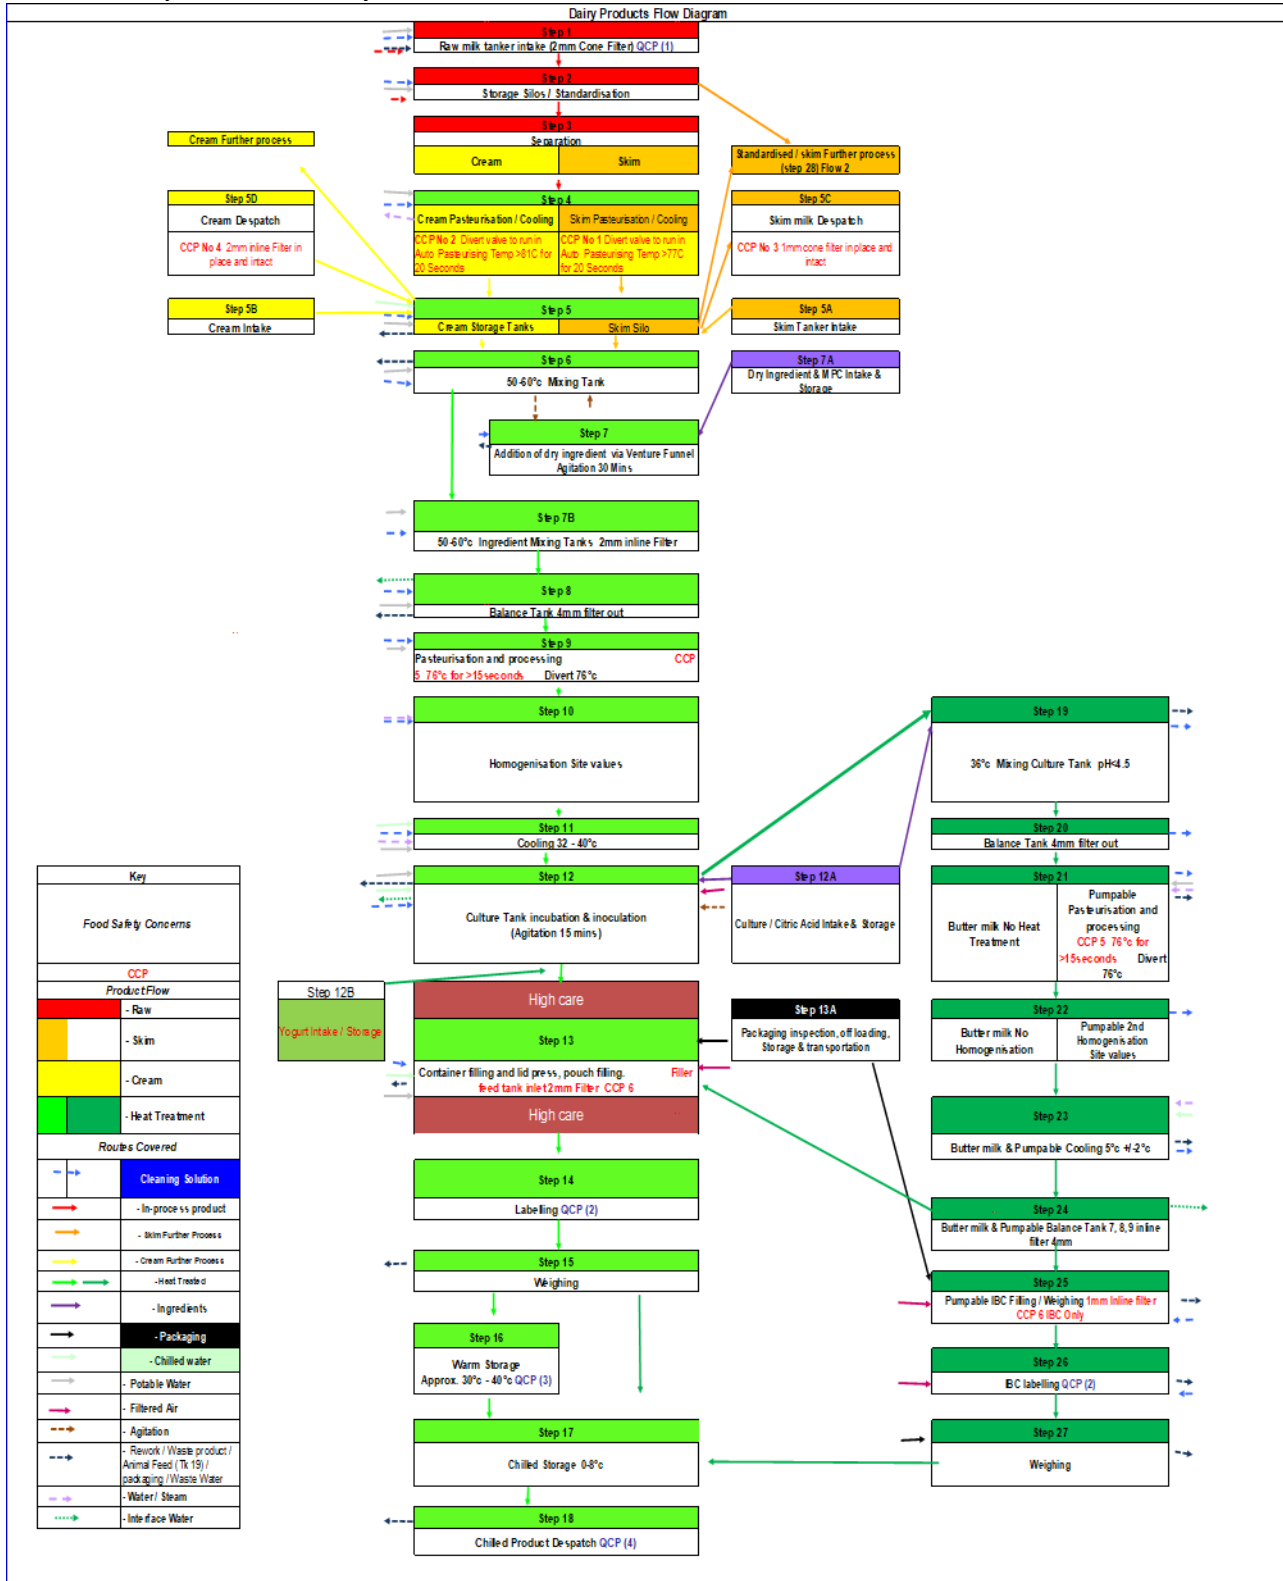 Dairy Products Flow Diagram
Step 1
Raw milk tanker intake (2mm Cone Filter) QCP (1)
Step 2
Storage Silos / Standardisation
Step 3
Separation
Cream
Skim
Cream Further process
Standardised / skim Further process
(step 28) Flow 2
Step 5D
Cream Despatch
CCP No 4 2mm inline Filter in
place and intact
Step 4
Cream Pasteurisation / Cooling
Skim Pasteurisation / Cooling
CCP No 2 Divert valve to run in
Auto Pasteurising Temp >81C for
20 Seconds
CCP No 1 Divert valve to run in
Auto Pasteurising Temp >77C
for 20 Seconds
Step 5C
Skim milk Despatch
CCP No 3 1mm cone filter in place and
intact
Step 5B
Cream Intake
Step 5
Cream Storage Tanks
Skim Silo
Step 5A
Skim Tanker Intake
Step 6
50-60°c Mixing Tank
Step 7A
Dry Ingredient & MPC Intake &
Storage
Step 7
Addition of dry ingredient via Venture Funnel
Agitation 30 Mins
Step 7B
50-60°c Ingredient Mixing Tanks 2mm inline Filter
Step 8
Balance Tank 4mm filter out
Step 9
Pasteurisation and processing CCP
5 76°c for >15seconds Divert 76°c
Step 10
Homogenisation Site values
Step 11
Cooling 32 - 40°c
Step 12
Culture Tank incubation & inoculation
(Agitation 15 mins)
Step 12A
Culture / Citric Acid Intake & Storage
Step 12B
Yogurt Intake / Storage
High care
Step 13
Container filling and lid press, pouch filling. Filler
feed tank inlet 2mm Filter CCP 6
High care
Step 13A
Packaging inspection, off loading,
Storage & transportation
Step 14
Labelling QCP (2)
Step 15
Weighing
Step 16
Warm Storage
Approx. 30°c - 40°c QCP (3)
Step 17
Chilled Storage 0-8°c
Step 18
Chilled Product Despatch QCP (4)
Step 19
36°c Mixing Culture Tank pH<4.5
Step 20
Balance Tank 4mm filter out
Step 21
Butter milk No Heat
Treatment
Pumpable
Pasteurisation and
processing
CCP 5 76°c for
>15seconds Divert
76°c
Step 22
Butter milk No
Homogenisation
Pumpable 2nd
Homogenisation
Site values
Step 23
Butter milk & Pumpable Cooling 5°c +/-2°c
Step 24
Butter milk & Pumpable Balance Tank 7, 8, 9 inline
filter 4mm
Step 25
Pumpable IBC Filling / Weighing 1mm Inline filter
CCP 6 IBC Only
Step 26
IBC labelling QCP (2)
Step 27
Weighing
Key
Food Safety Concerns
CCP
Product Flow
- Raw
- Skim
- Cream
- Heat Treatment
Routes Covered
Cleaning Solution
- In-process product
- Skim Further Process
- Cream Further Process
- Heat Treated
- Ingredients
- Packaging
- Chilled water
- Potable Water
- Filtered Air
- Agitation
- Rework / Waste product /
Animal Feed (Tk 19) /
packaging / Waste Water
- Water / Steam
- Interface Water